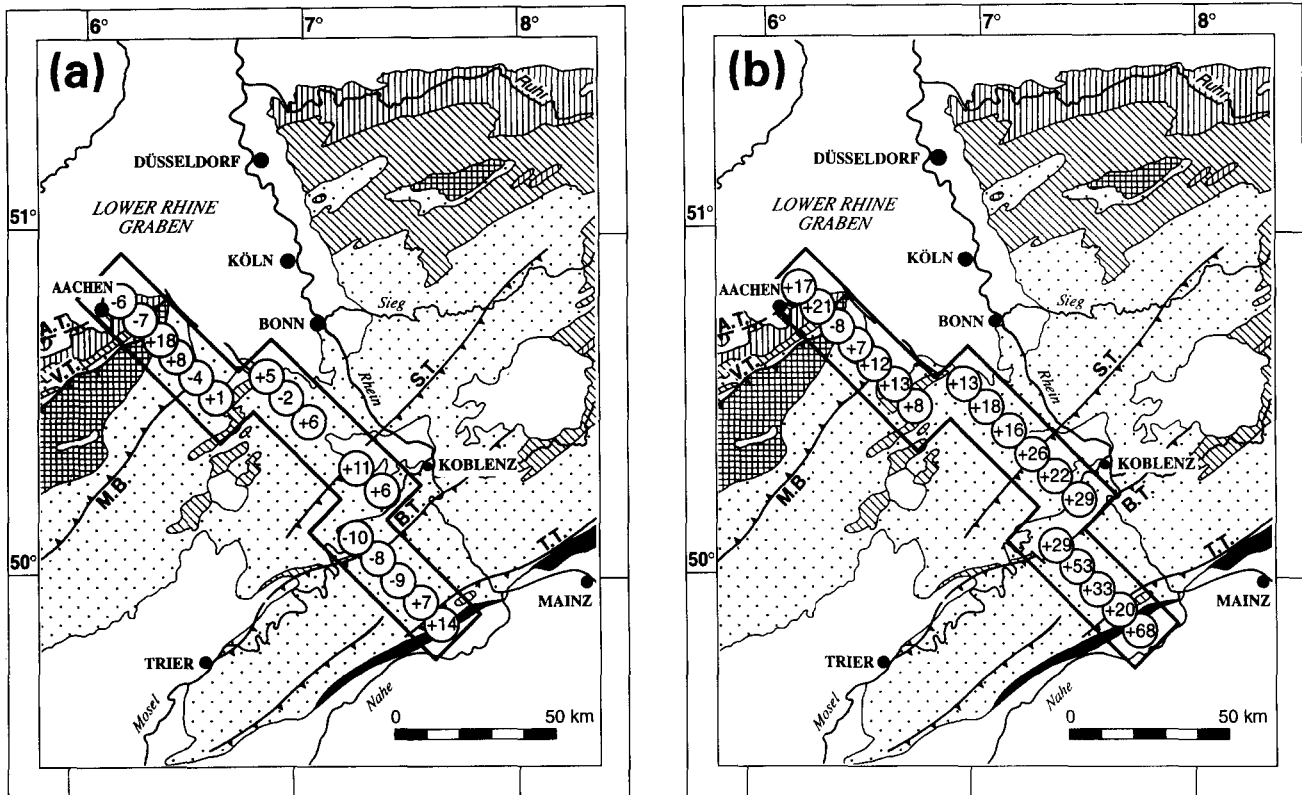 6° 7° 8°
(a)
Ruhr
DÜSSELDORF
51°
LOWER RHINE
GRABEN
KÖLN
AACHEN
-6
Sieg
-7
BONN
A.T.
+18
V.T.
+8
Rhein
S.T.
-4
+5
+1
-2
+6
+11
KOBLENZ
M.B.
+6
B.T.
-10
50°
-8
T.T.
-9
MAINZ
+7
+14
TRIER
Mosel
Nahe
0 50 km
6° 7° 8°
(b)
Ruhr
DÜSSELDORF
51°
LOWER RHINE
GRABEN
KÖLN
AACHEN
+17
Sieg
+21
BONN
A.T.
-8
V.T.
+7
Rhein
S.T.
+12
+13
+13
+8
+18
+16
+26
KOBLENZ
+22
M.B.
+29
B.T.
+29
50°
+53
T.T.
+33
MAINZ
+20
+68
TRIER
Mosel
Nahe
0 50 km